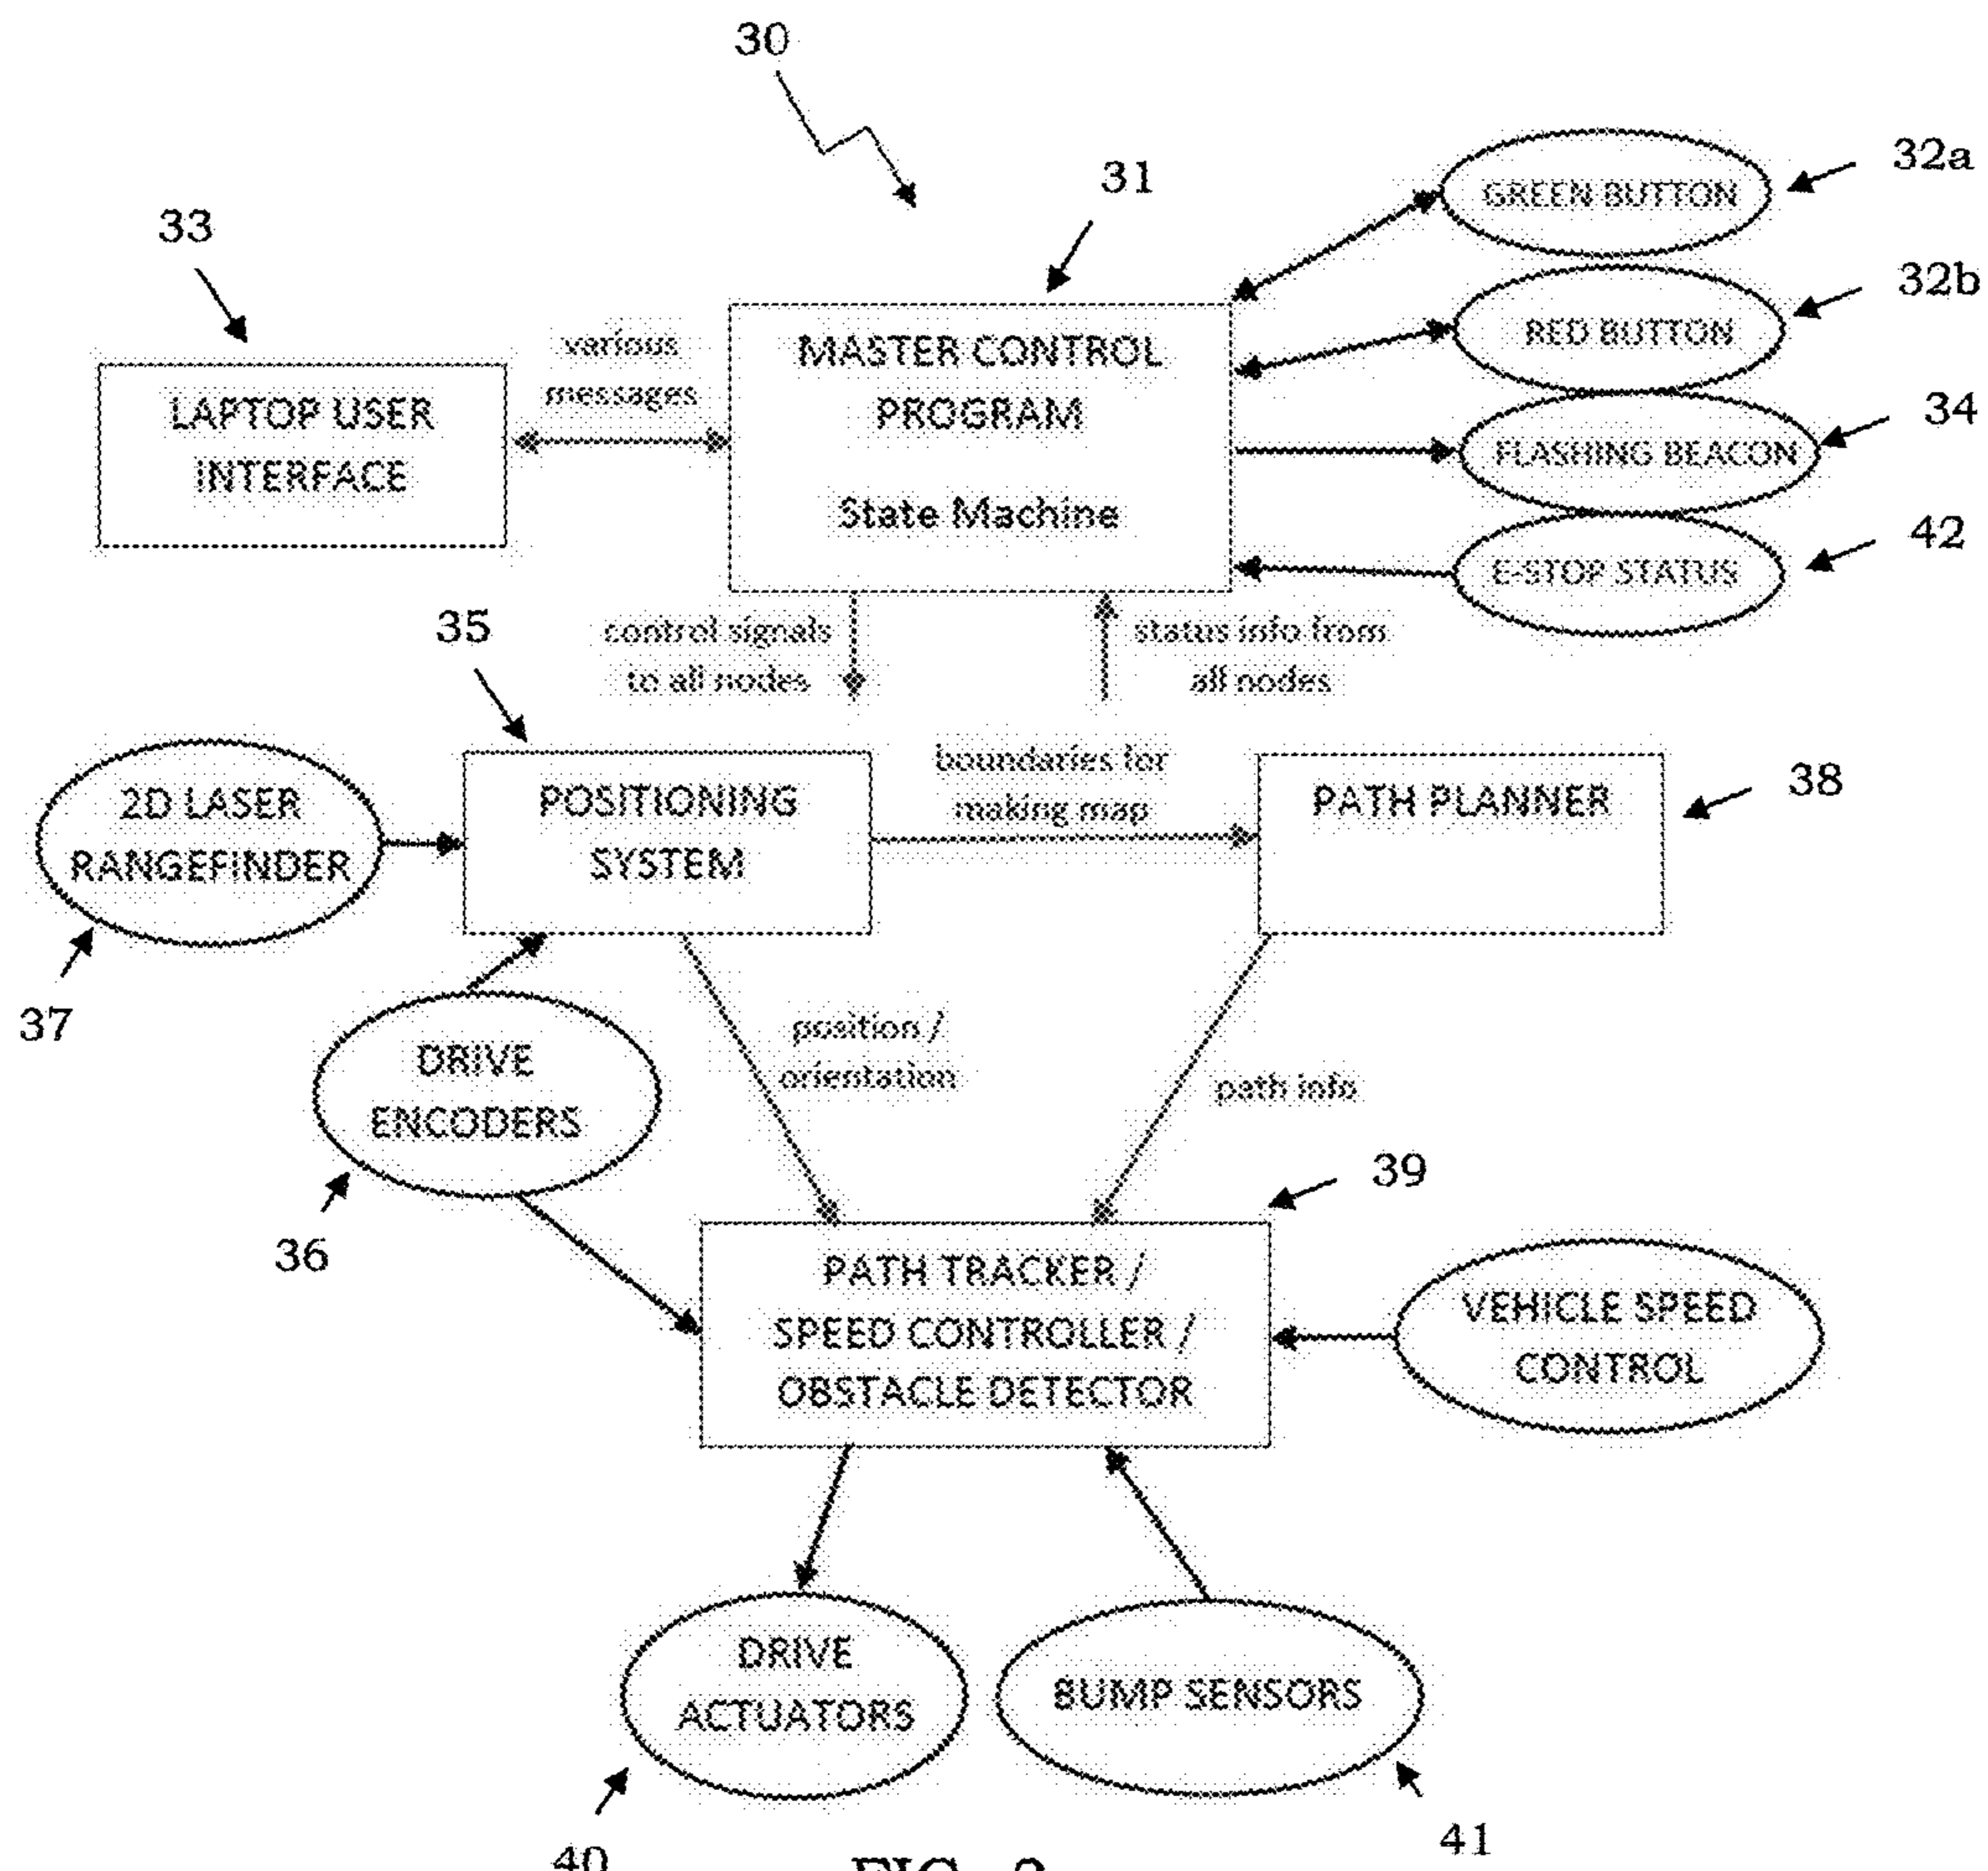 30
31
32a
GREEN BUTTON
33
32b
RED BUTTON
various
messages
MASTER CONTROL
PROGRAM
State Machine
LAPTOP USER
INTERFACE
34
FLASHING BEACON
42
E-STOP STATUS
35
control signals
to all nodes
status info from
all nodes
2D LASER
RANGEFINDER
POSITIONING
SYSTEM
boundaries for
making map
PATH PLANNER
38
37
DRIVE
ENCODERS
position /
orientation
path info
36
39
PATH TRACKER /
SPEED CONTROLLER /
OBSTACLE DETECTOR
VEHICLE SPEED
CONTROL
DRIVE
ACTUATORS
BUMP SENSORS
40
41